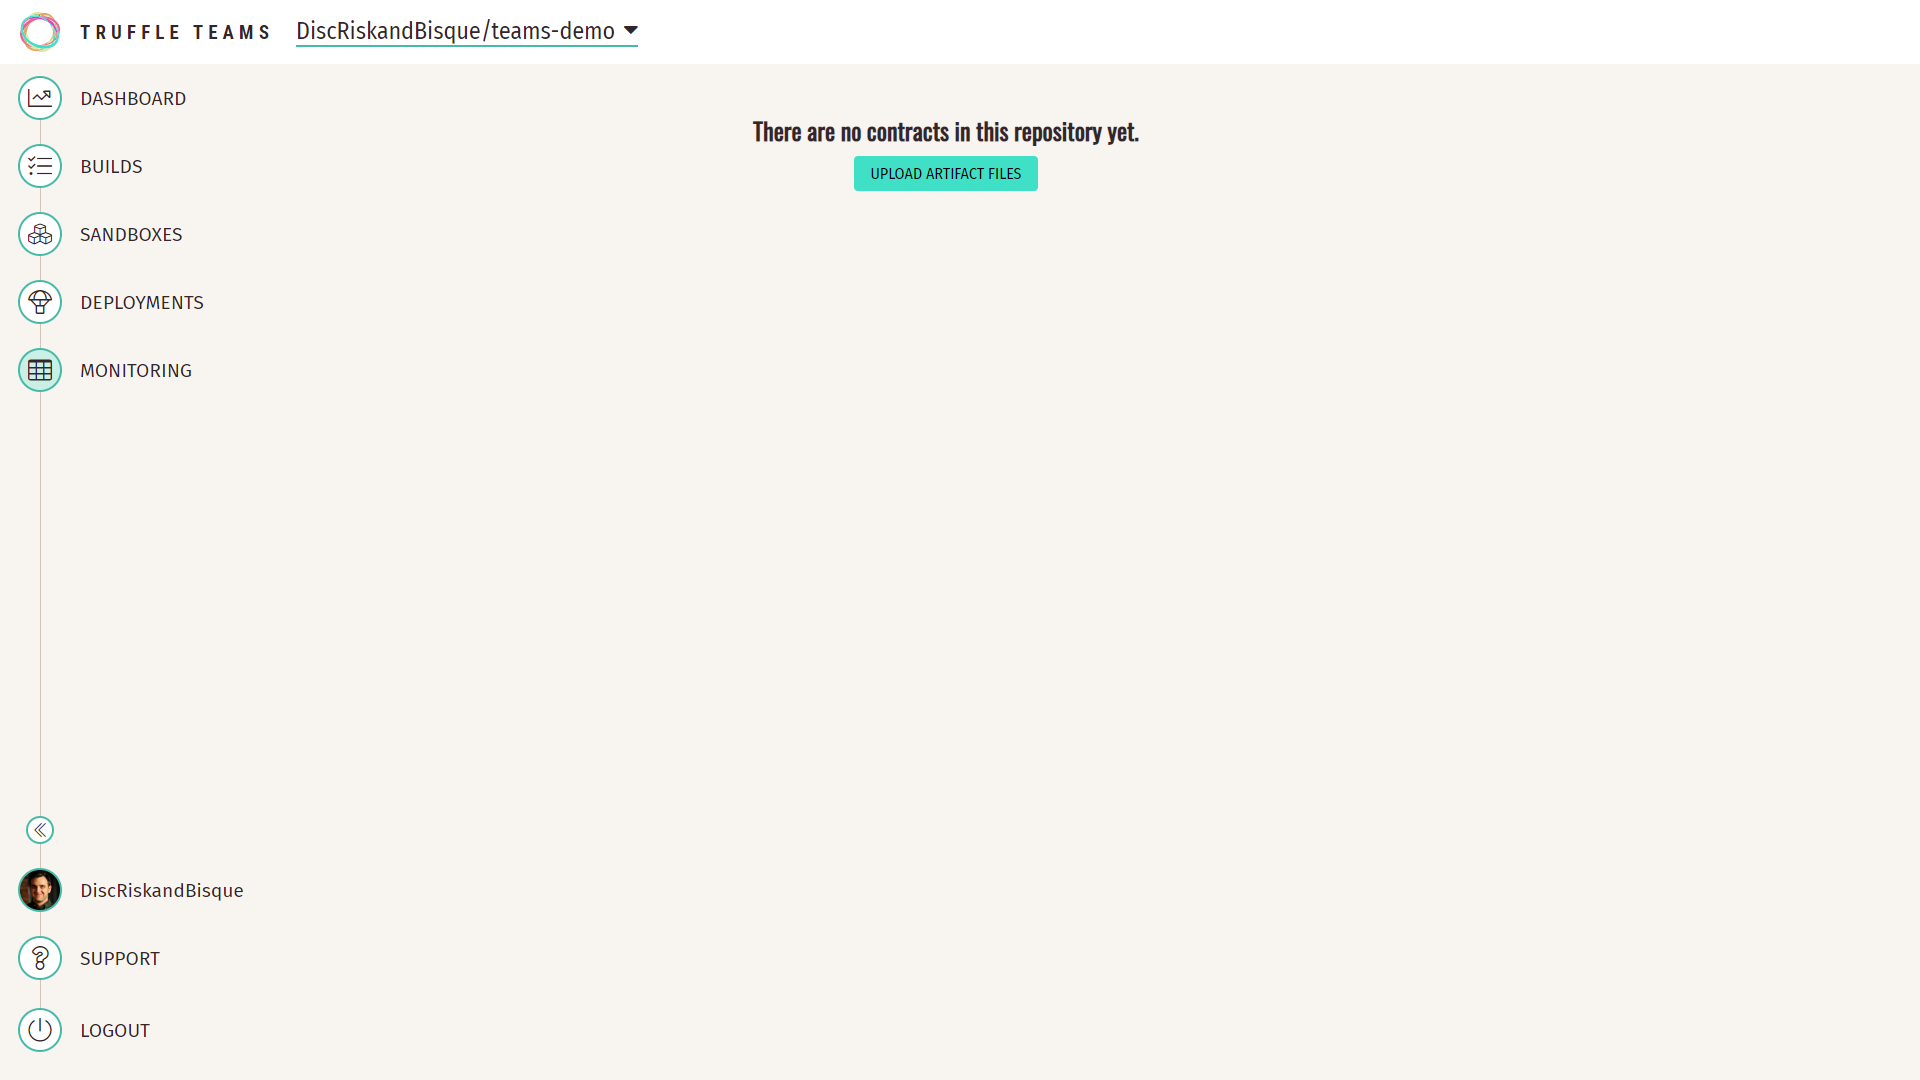 TRUFFLE TEAMS
DiscRiskandBisque/teams-demo
DASHBOARD
BUILDS
SANDBOXES
DEPLOYMENTS
MONITORING
There are no contracts in this repository yet.
UPLOAD ARTIFACT FILES
DiscRiskandBisque
SUPPORT
LOGOUT